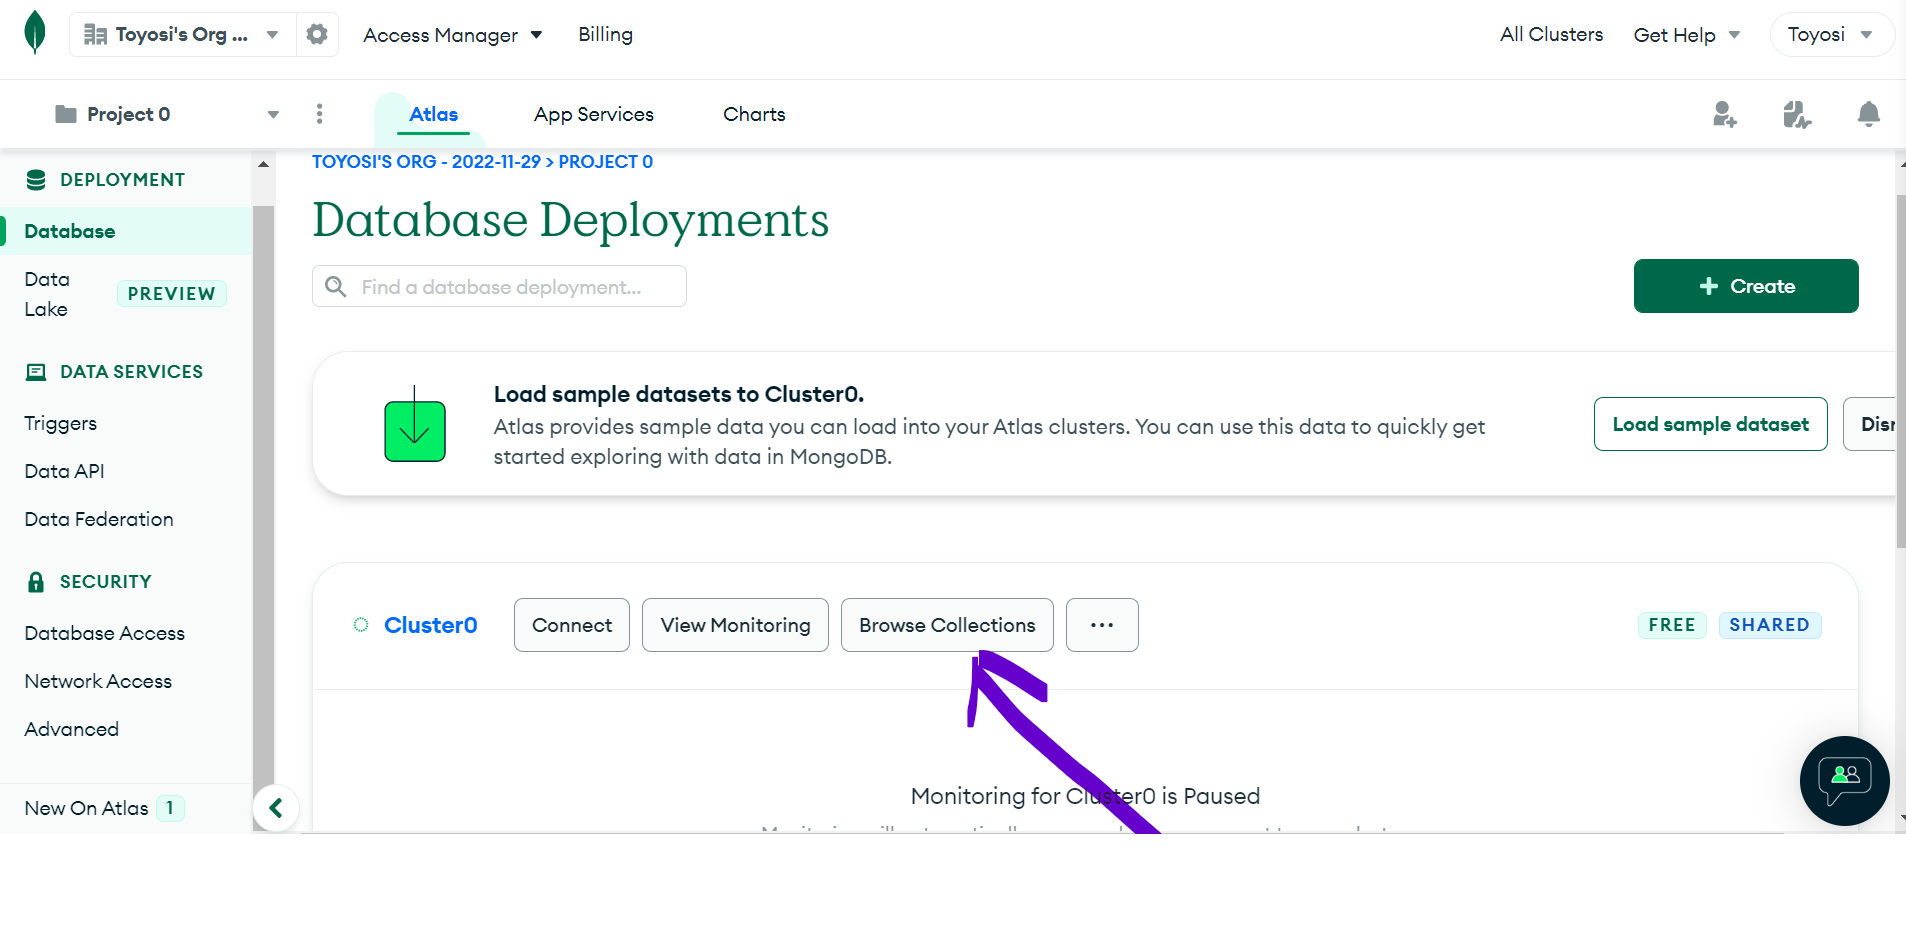 Toyosi's Org ...
Access Manager
Billing
All Clusters
Get Help
Toyosi
Project 0
Atlas
App Services
Charts
TOYOSI'S ORG - 2022-11-29 > PROJECT 0
DEPLOYMENT
Database
Data Lake
PREVIEW
DATA SERVICES
Triggers
Data API
Data Federation
SECURITY
Database Access
Network Access
Advanced
New On Atlas 1
Database Deployments
Find a database deployment...
+ Create
Load sample datasets to Cluster0.
Atlas provides sample data you can load into your Atlas clusters. You can use this data to quickly get
started exploring with data in MongoDB.
Load sample dataset
Cluster0
Connect
View Monitoring
Browse Collections
...
FREE
SHARED
Monitoring for Cluster0 is Paused